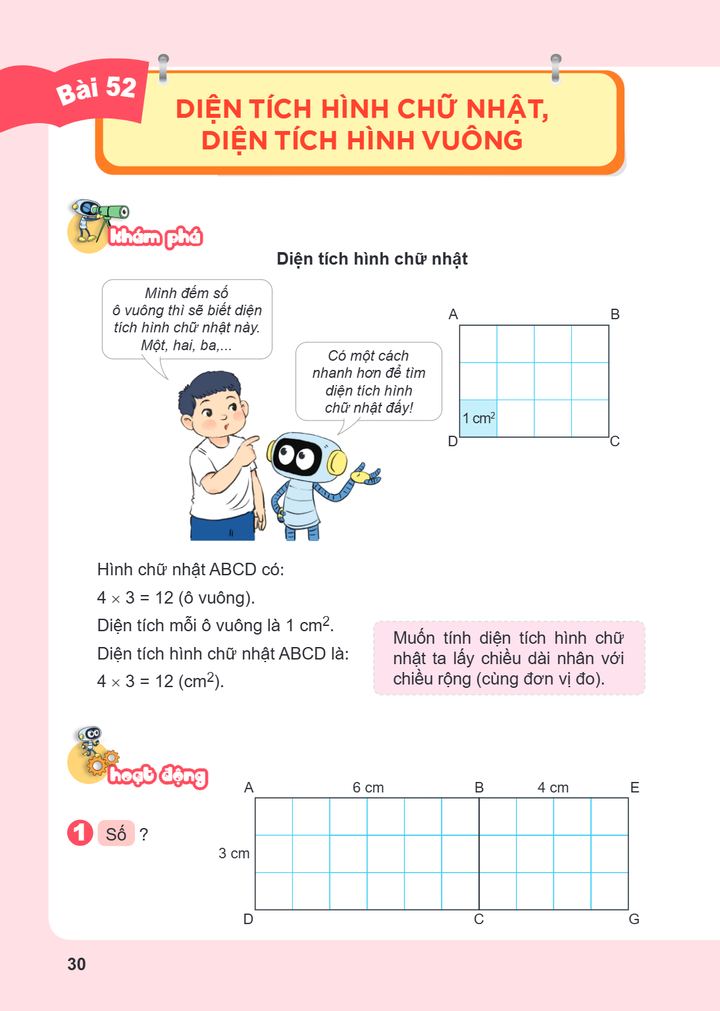 Bài 52
DIỆN TÍCH HÌNH CHỮ NHẬT,
DIỆN TÍCH HÌNH VUÔNG
khám phá
Diện tích hình chữ nhật
Mình đếm số
ô vuông thì sẽ biết diện
tích hình chữ nhật này.
Một, hai, ba,...
Có một cách
nhanh hơn để tìm
diện tích hình
chữ nhật đấy!
A B
1 cm²
D C
Hình chữ nhật ABCD có:
4 × 3 = 12 (ô vuông).
Diện tích mỗi ô vuông là 1 cm².
Diện tích hình chữ nhật ABCD là:
4 × 3 = 12 (cm²).
Muốn tính diện tích hình chữ
nhật ta lấy chiều dài nhân với
chiều rộng (cùng đơn vị đo).
hoạt động
1 Số ?
A 6 cm B 4 cm E
3 cm
D C G
30